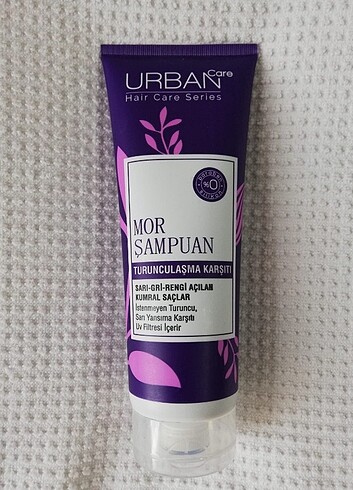 URBAN Care
Hair Care Series
%0
MOR
ŞAMPUAN
TURUNCULAŞMA KARŞITI
SARI-GRİ-RENGİ AÇILAN
KUMRAL SAÇLAR
İstenmeyen Turuncu,
Sarı Yansıma Karşıtı
Uv Filtresi İçerir